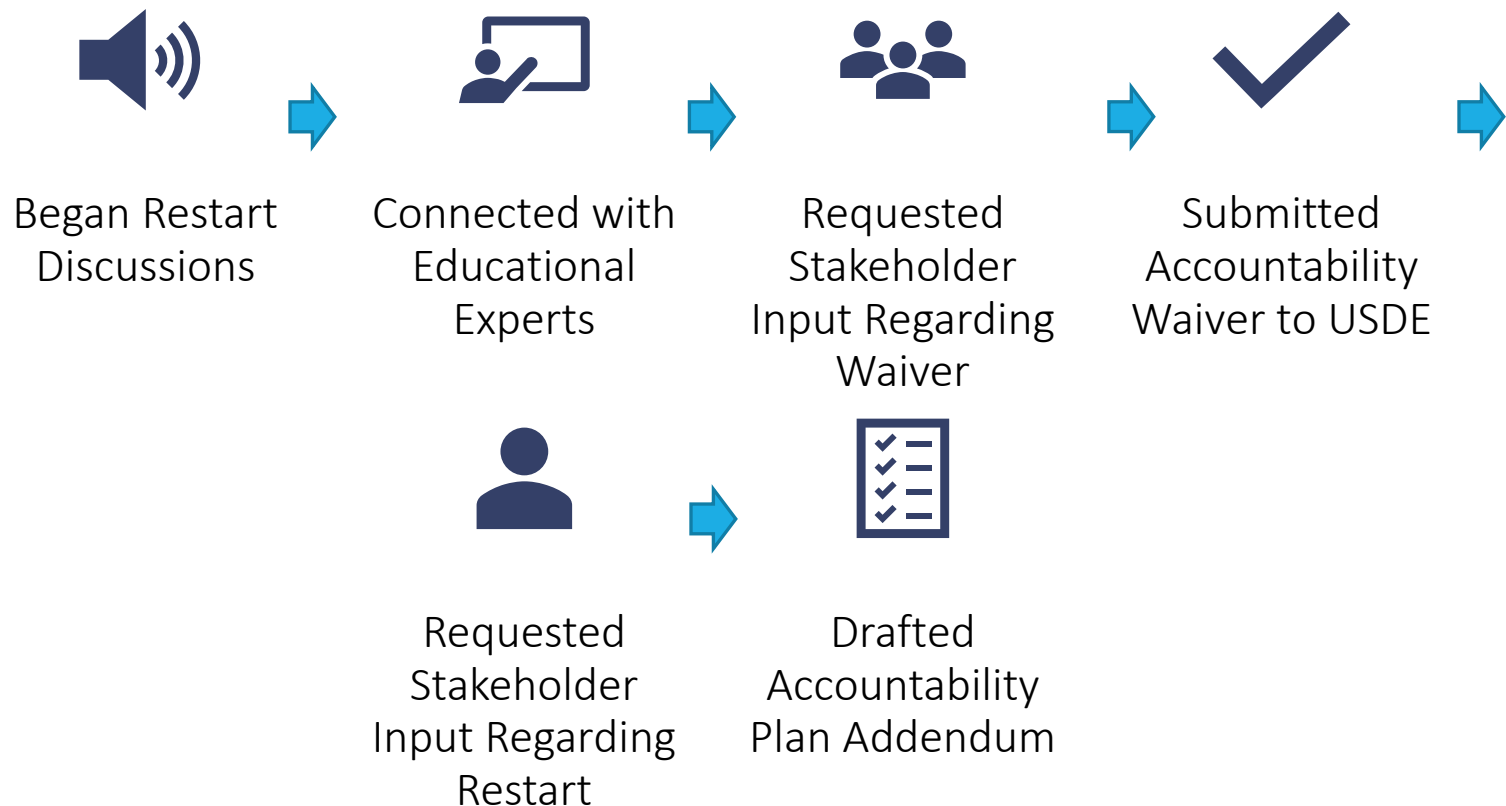 Began Restart
Discussions
Connected with
Educational
Experts
Requested
Stakeholder
Input Regarding
Waiver
Submitted
Accountability
Waiver to USDE
Requested
Stakeholder
Input Regarding
Restart
Drafted
Accountability
Plan Addendum